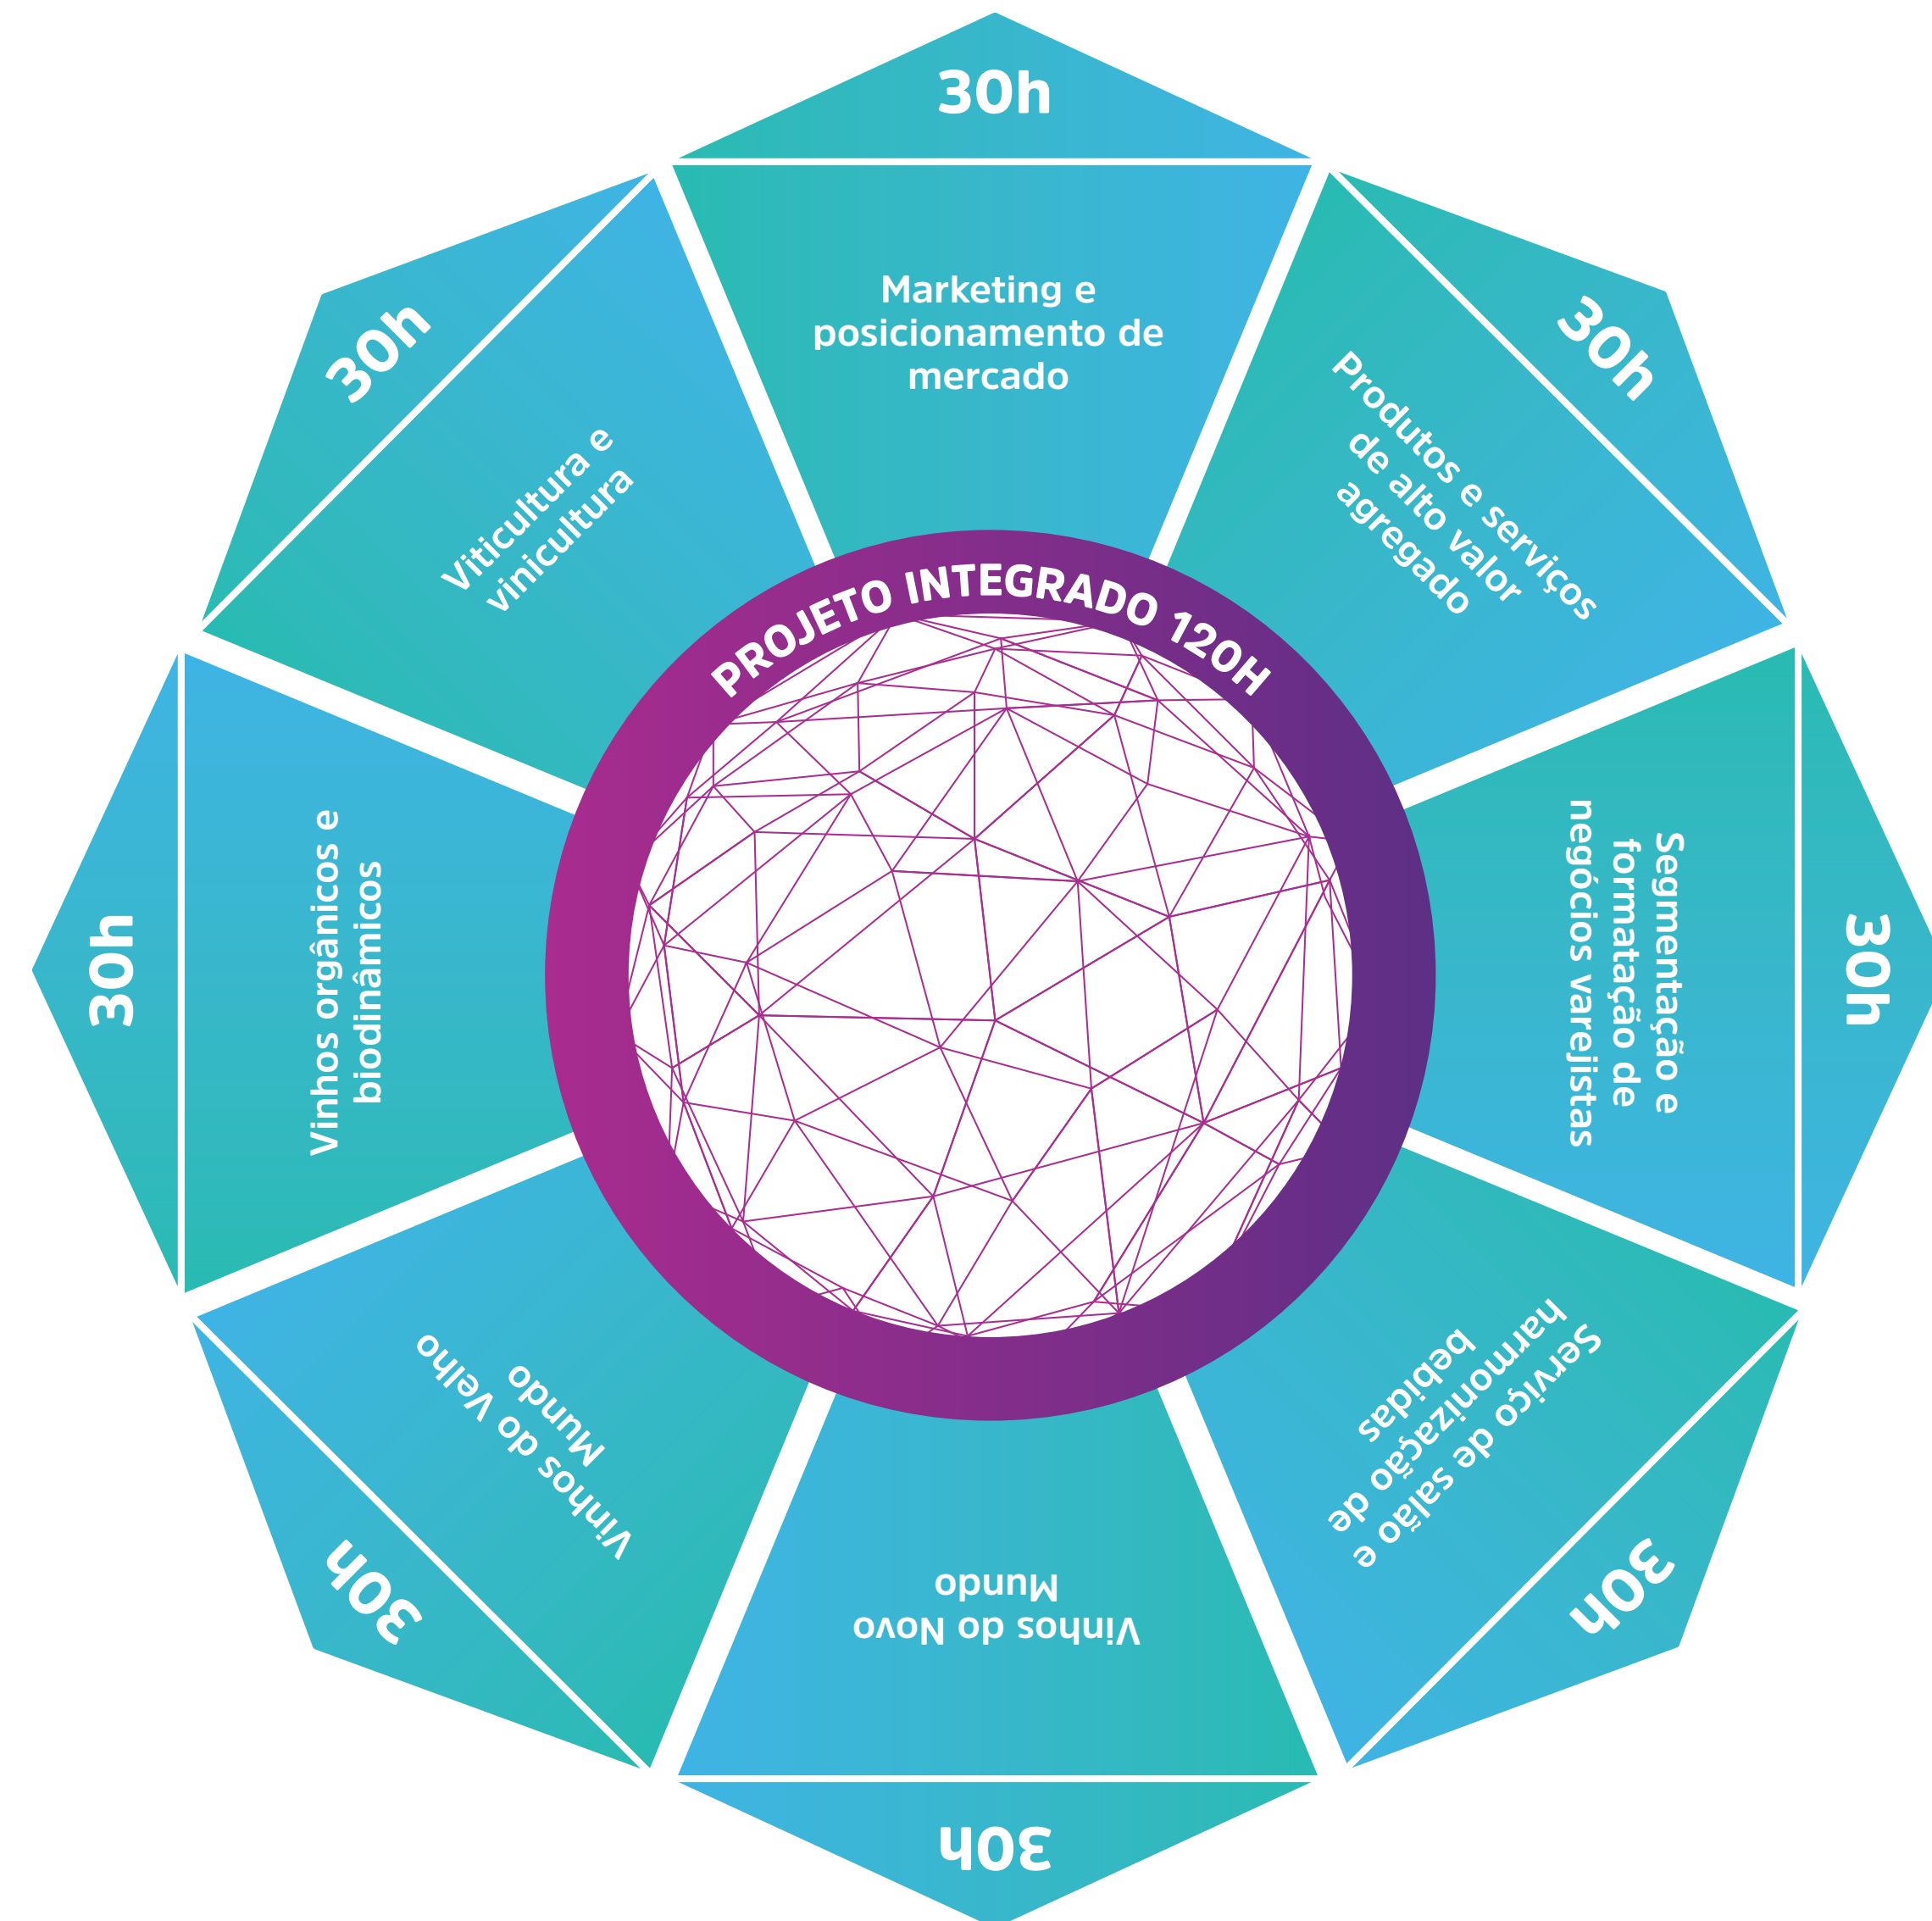 30h
Marketing e
posicionamento de
mercado
30h
Produtos e serviços
de alto valor
agregado
30h
Segmentação e
formatação de
negócios varejistas
30h
Serviço de salão e
harmonização de
bebidas
30h
Vinhos do Novo
Mundo
30h
Vinhos do Velho
Mundo
30h
Vinhos orgânicos e
biodinâmicos
30h
Viticultura e
vinicultura
PROJETO INTEGRADO 120H